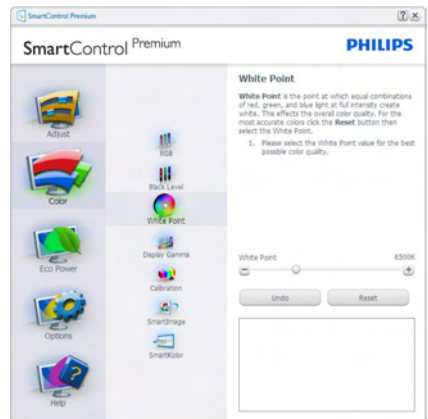 SmartControl Premium
SmartControl Premium
PHILIPS
Adjust
Color
Eco Power
Options
Help
RGB
Black Level
White Point
Display Gamma
Calibration
SmartImage
SmartKolor
White Point
White Point is the point at which equal combinations
of red, green, and blue light at full intensity create
white. This effects the overall color quality. For the
most accurate colors click the Reset button then
select the White Point.
1. Please select the White Point value for the best
possible color quality.
White Point 6500K
Undo Reset